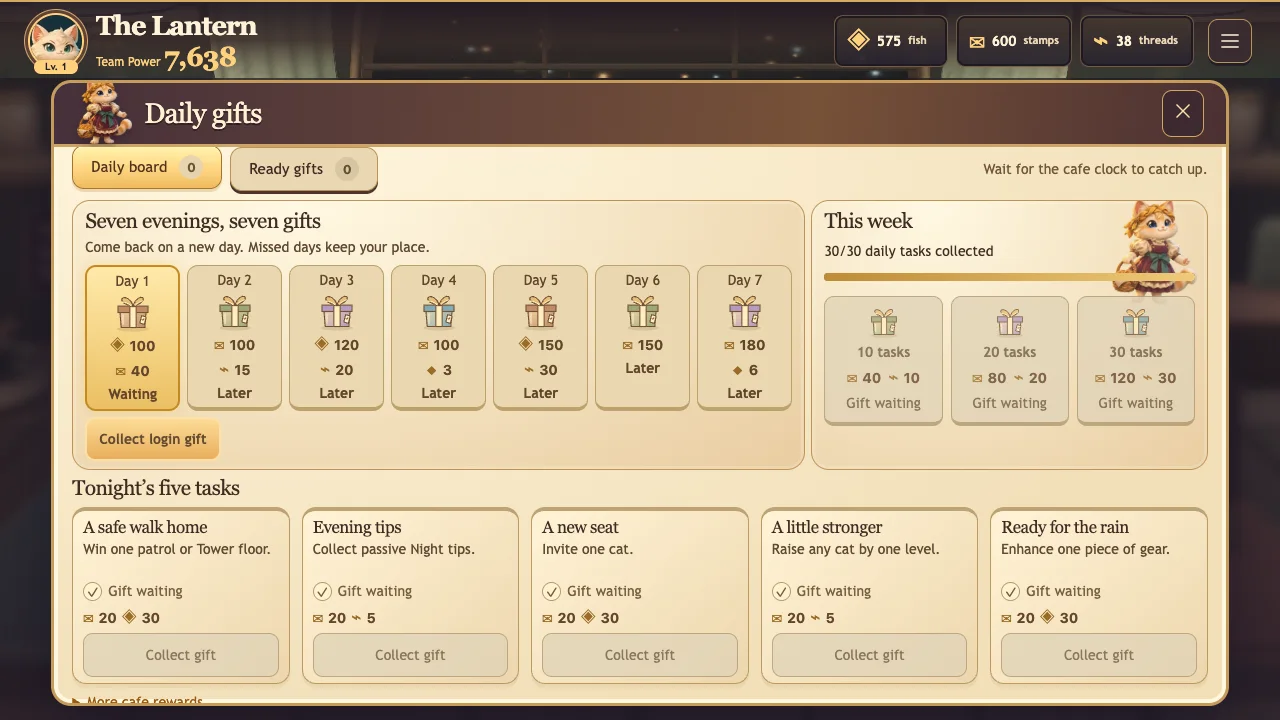 The Lantern
Team Power 7,638
Lv. 1
575 fish
600 stamps
38 threads
Daily gifts
Daily board 0
Ready gifts 0
Wait for the cafe clock to catch up.
Seven evenings, seven gifts
Come back on a new day. Missed days keep your place.
Day 1
100
40
Waiting
Day 2
100
15
Later
Day 3
120
20
Later
Day 4
100
3
Later
Day 5
150
30
Later
Day 6
150
Later
Day 7
180
6
Later
Collect login gift
This week
30/30 daily tasks collected
10 tasks
40 10
Gift waiting
20 tasks
80 20
Gift waiting
30 tasks
120 30
Gift waiting
Tonight's five tasks
A safe walk home
Win one patrol or Tower floor.
Gift waiting
20 30
Collect gift
Evening tips
Collect passive Night tips.
Gift waiting
20 5
Collect gift
A new seat
Invite one cat.
Gift waiting
20 30
Collect gift
A little stronger
Raise any cat by one level.
Gift waiting
20 5
Collect gift
Ready for the rain
Enhance one piece of gear.
Gift waiting
20 30
Collect gift
More cafe rewards